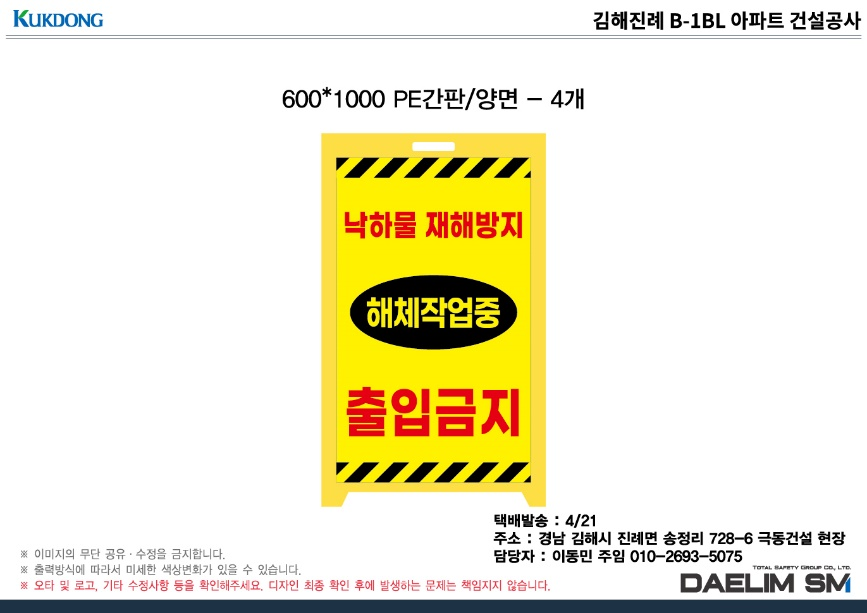 KUKDONG
김해진례 B-1BL 아파트 건설공사
600*1000 PE간판/양면 - 4개
낙하물 재해방지
해체작업중
출입금지
택배발송 : 4/21
주소 : 경남 김해시 진례면 송정리 728-6 극동건설 현장
담당자 : 이동민 주임 010-2693-5075
※ 이미지의 무단 공유·수정을 금지합니다.
※ 출력방식에 따라서 미세한 색상변화가 있을 수 있습니다.
※ 오타 및 로고, 기타 수정사항 등을 확인해주세요. 디자인 최종 확인 후에 발생하는 문제는 책임지지 않습니다.
TOTAL SAFETY GROUP CO., LTD.
DAELIM SM